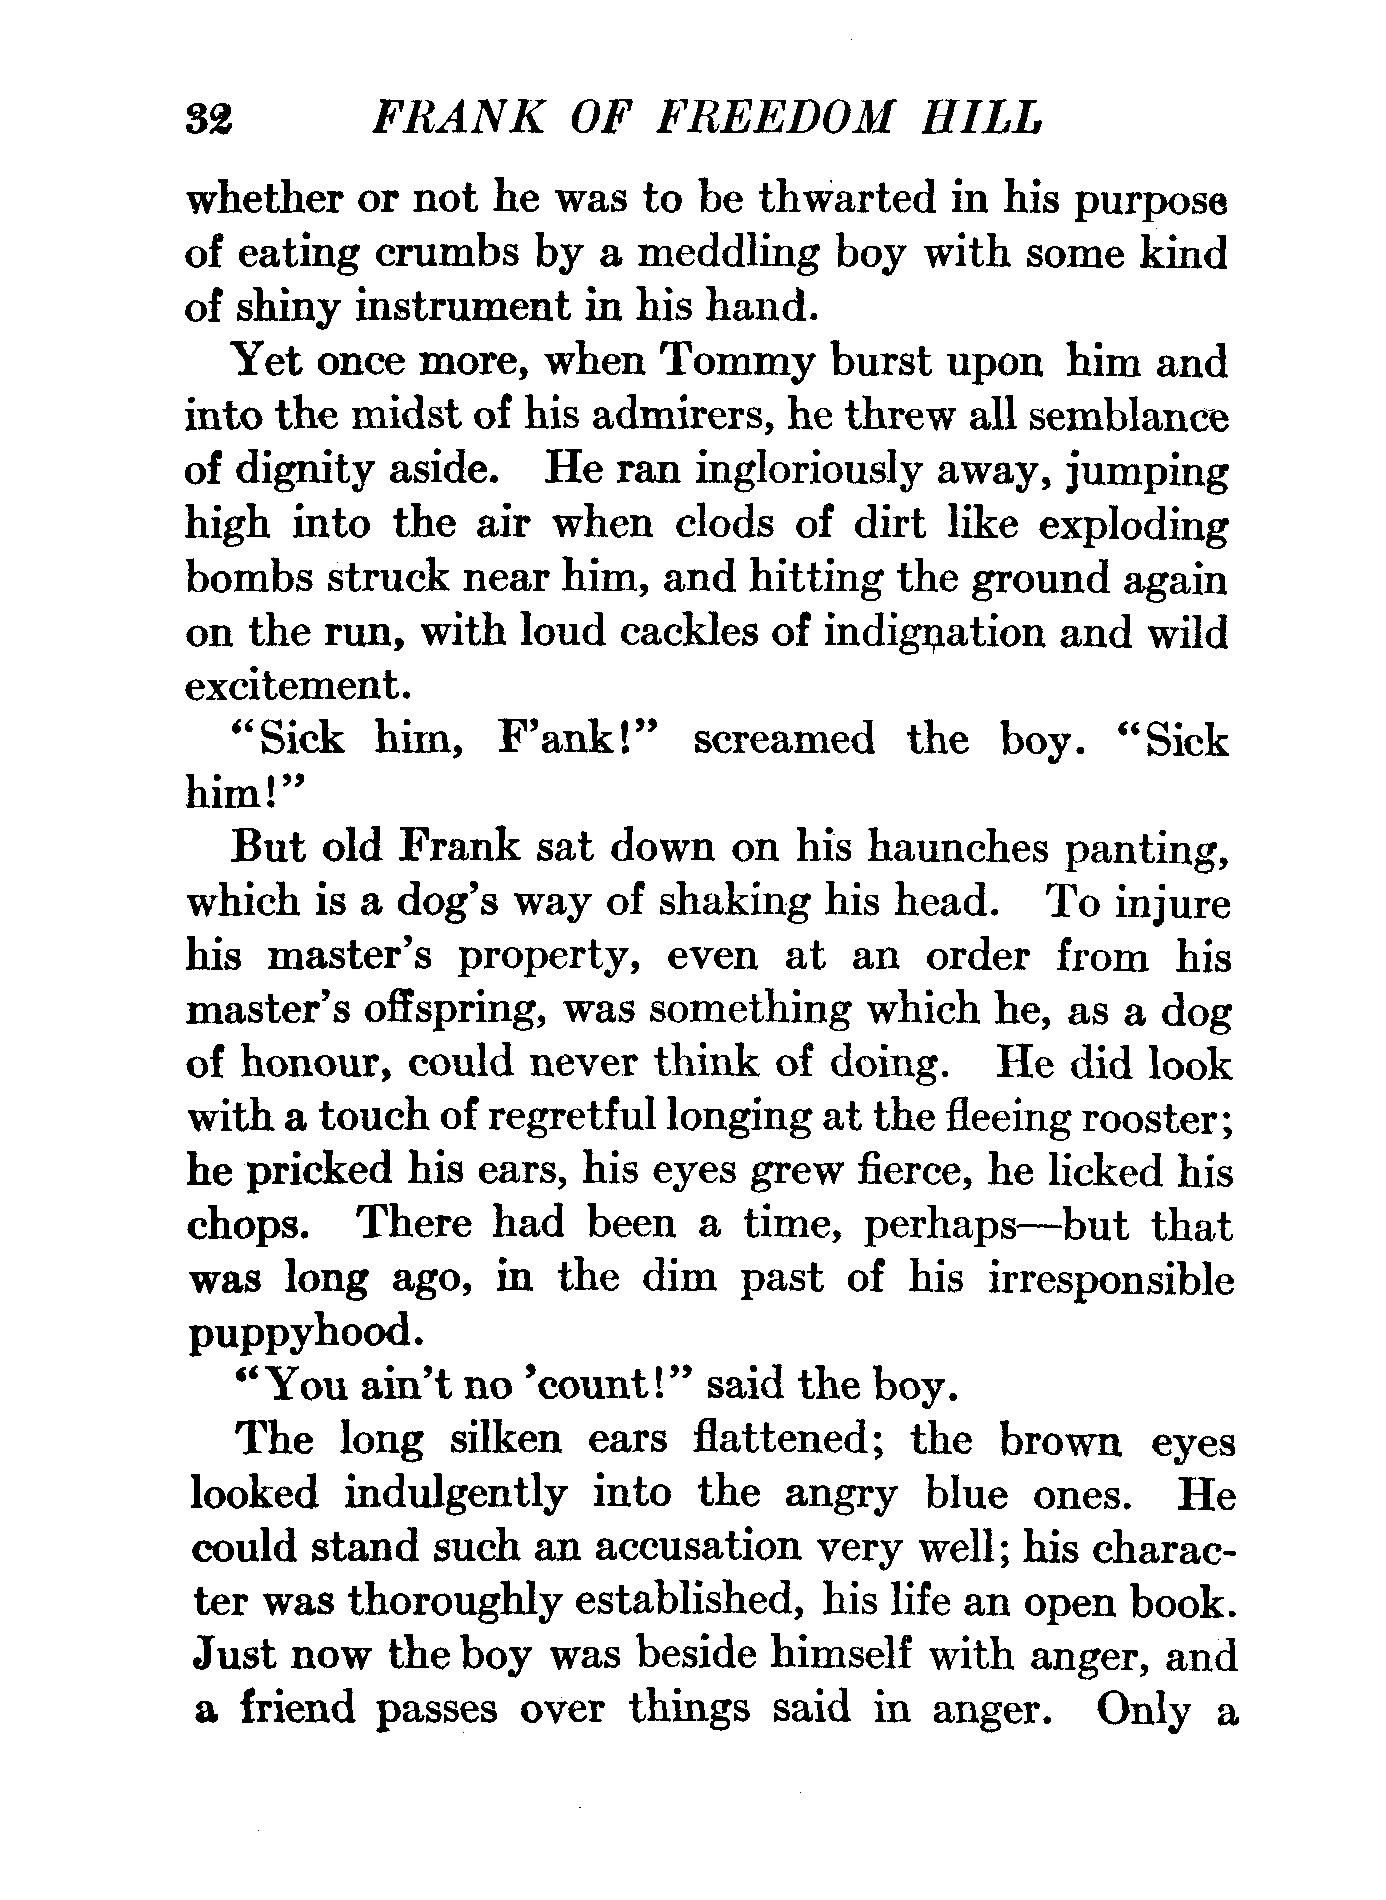 32 FRANK OF FREEDOM HILL
whether or not he was to be thwarted in his purpose
of eating crumbs by a meddling boy with some kind
of shiny instrument in his hand.
Yet once more, when Tommy burst upon him and
into the midst of his admirers, he threw all semblance
of dignity aside. He ran ingloriously away, jumping
high into the air when clods of dirt like exploding
bombs struck near him, and hitting the ground again
on the run, with loud cackles of indignation and wild
excitement.
“Sick him, F’ank!” screamed the boy. “Sick
him!”
But old Frank sat down on his haunches panting,
which is a dog’s way of shaking his head. To injure
his master’s property, even at an order from his
master’s offspring, was something which he, as a dog
of honour, could never think of doing. He did look
with a touch of regretful longing at the fleeing rooster;
he pricked his ears, his eyes grew fierce, he licked his
chops. There had been a time, perhaps—but that
was long ago, in the dim past of his irresponsible
puppyhood.
“You ain’t no ’count!” said the boy.
The long silken ears flattened; the brown eyes
looked indulgently into the angry blue ones. He
could stand such an accusation very well; his charac-
ter was thoroughly established, his life an open book.
Just now the boy was beside himself with anger, and
a friend passes over things said in anger. Only a